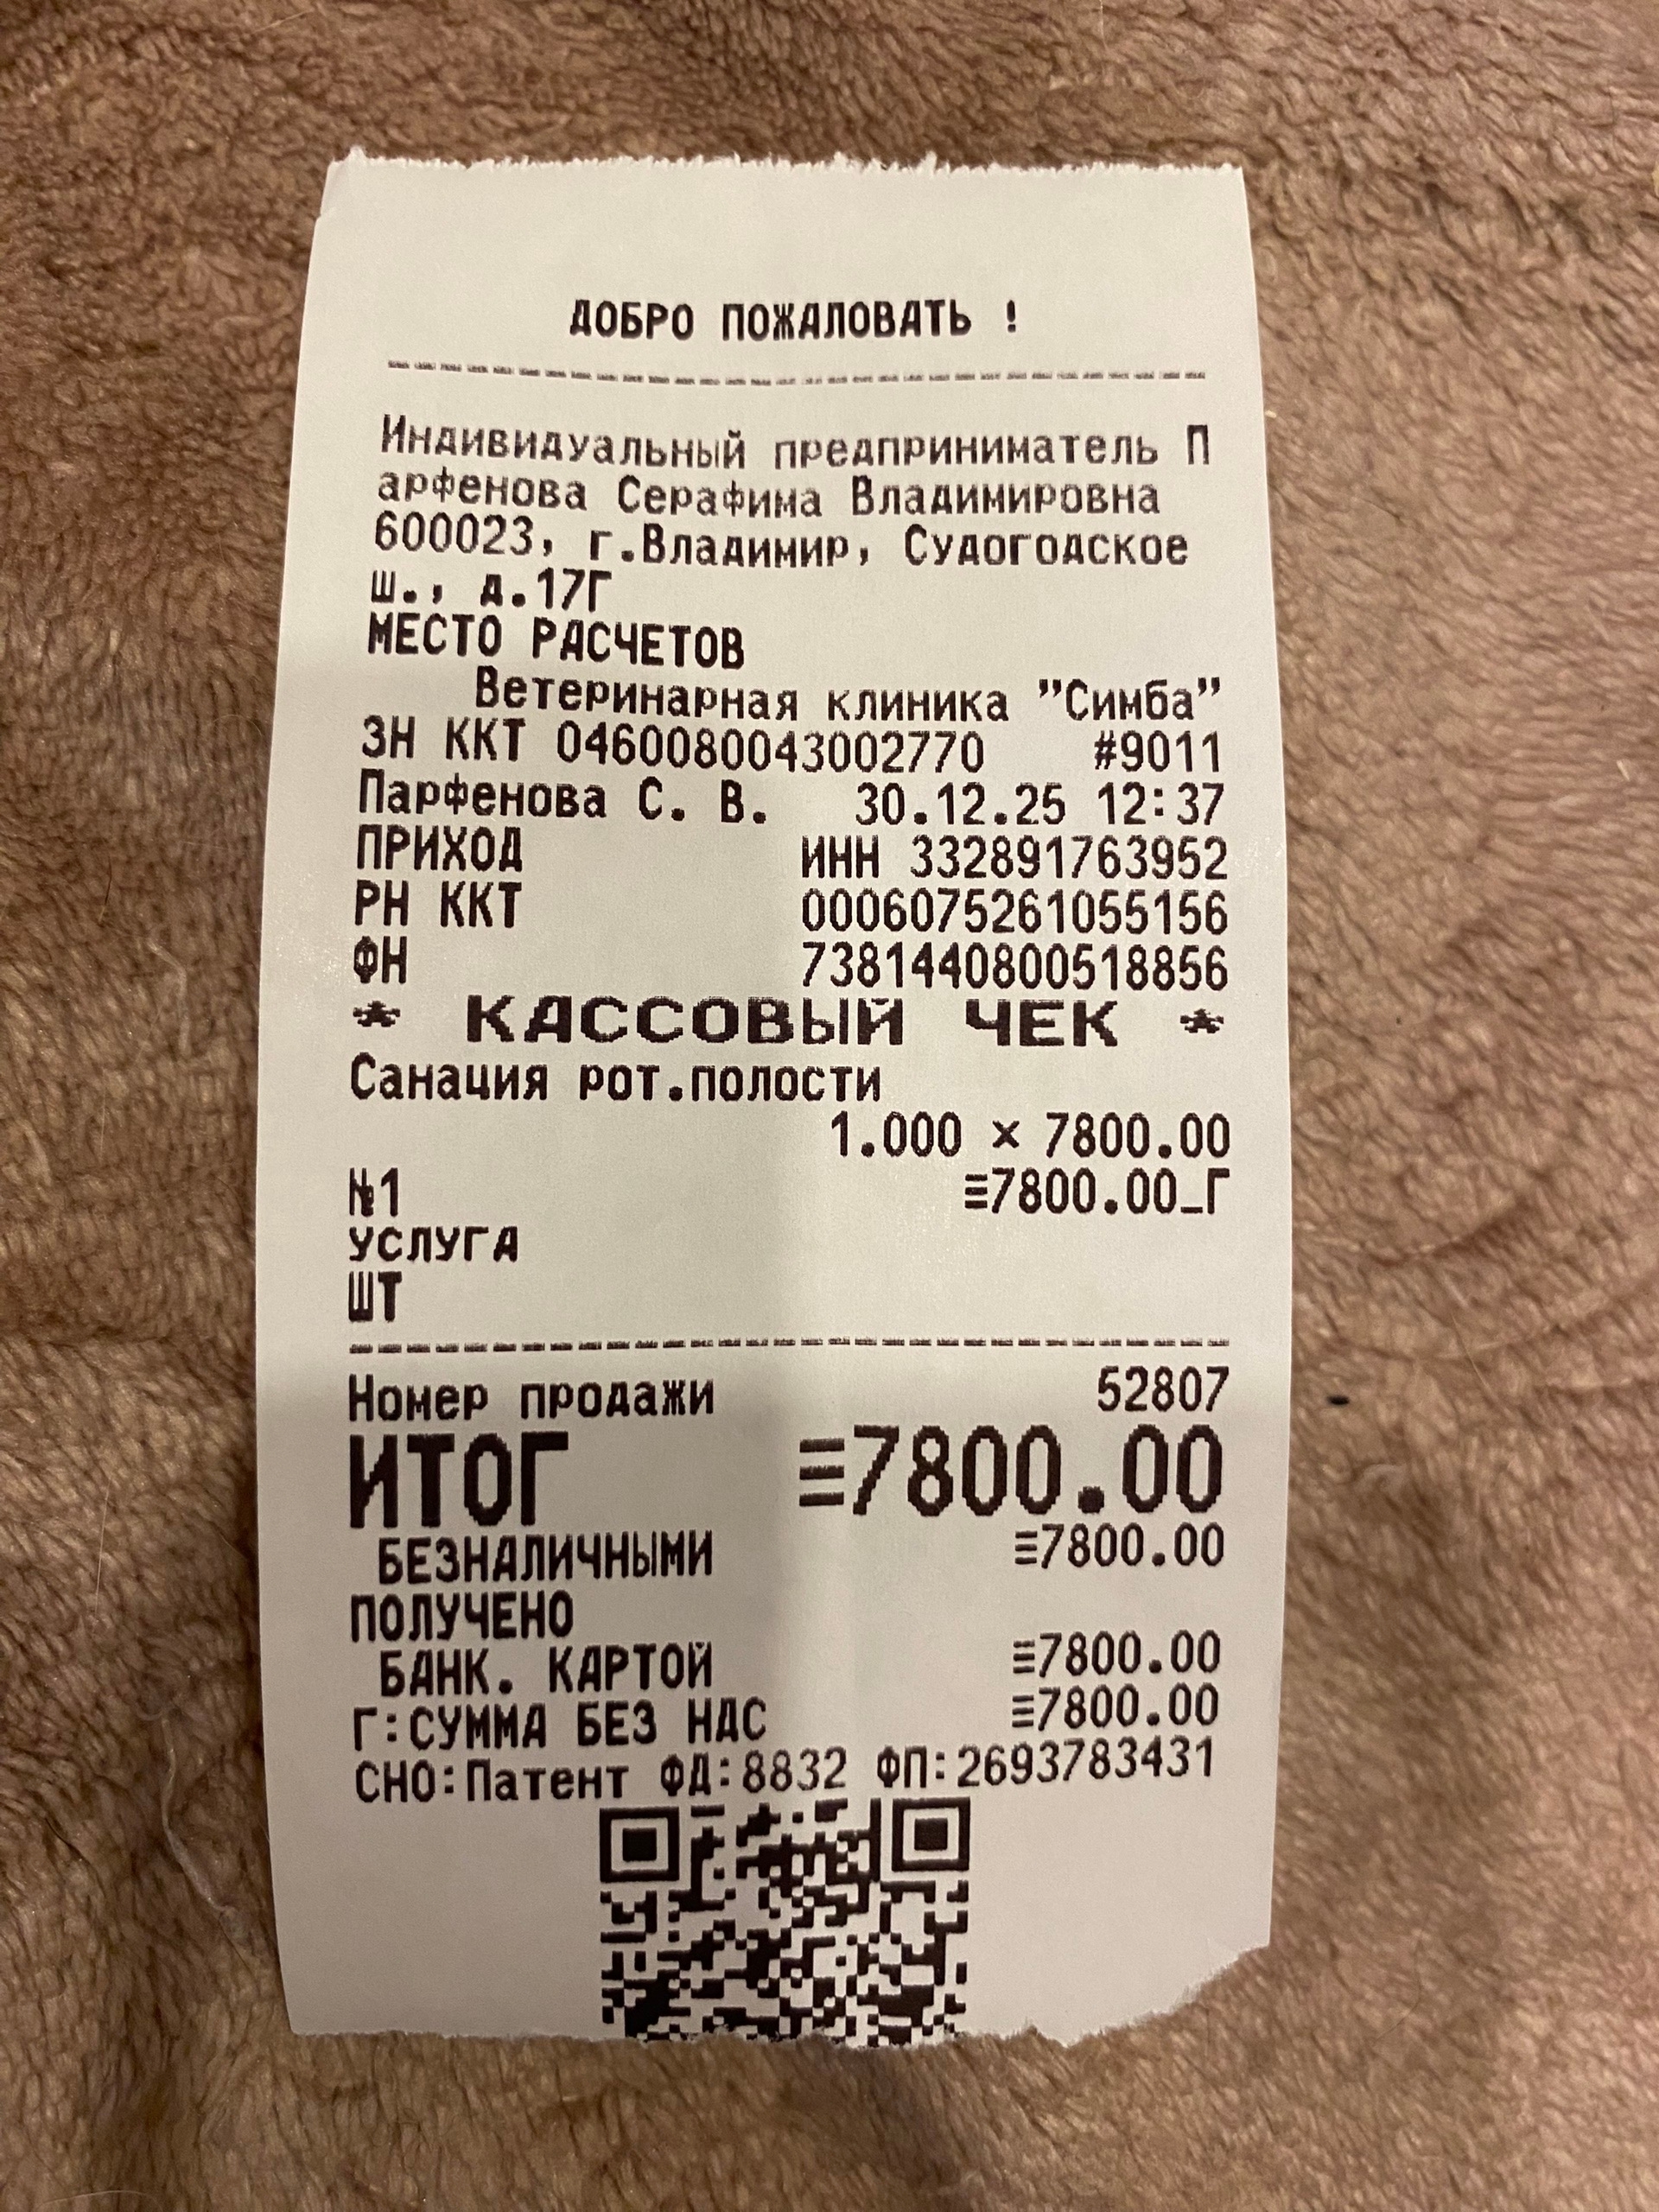 ДОБРО ПОЖАЛОВАТЬ !
Индивидуальный предприниматель П
арфенова Серафима Владимировна
600023, г.Владимир, Судогодское
ш., д.17Г
МЕСТО РАСЧЕТОВ
Ветеринарная клиника "Симба"
ЗН ККТ 0460080043002770 #9011
Парфенова С. В. 30.12.25 12:37
ПРИХОД ИНН 332891763952
РН ККТ 0006075261055156
ФН 7381440800518856
* КАССОВЫЙ ЧЕК *
Санация рот.полости
1.000 × 7800.00
№1 ≡7800.00_Г
УСЛУГА
ШТ
Номер продажи 52807
ИТОГ ≡7800.00
БЕЗНАЛИЧНЫМИ ≡7800.00
ПОЛУЧЕНО
БАНК. КАРТОЙ ≡7800.00
Г:СУММА БЕЗ НДС ≡7800.00
СНО:Патент ФД:8832 ФП:2693783431